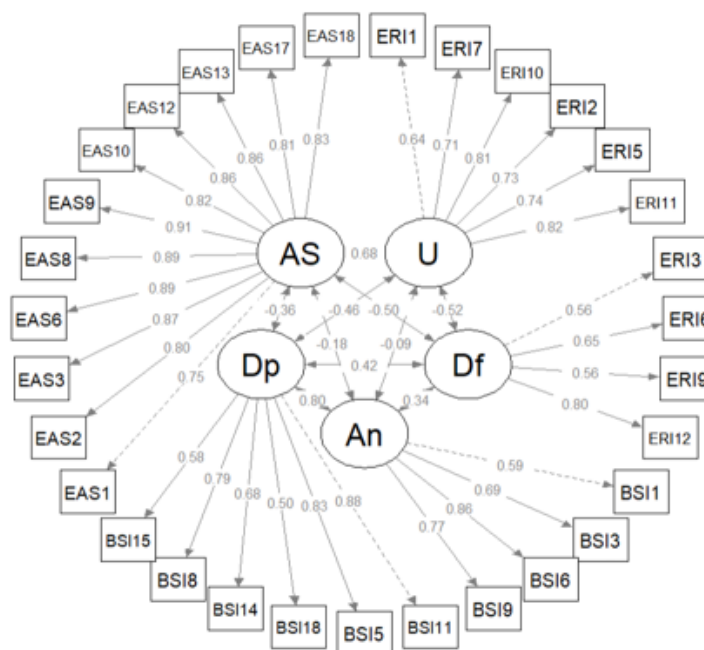 EAS18
ERI1
EAS17
ERI7
EAS13
ERI10
EAS12
ERI2
EAS10
ERI5
EAS9
ERI11
EAS8
ERI3
EAS6
ERI6
EAS3
ERI9
EAS2
ERI12
EAS1
BSI1
BSI15
BSI3
BSI8
BSI6
BSI14
BSI9
BSI18
BSI5
BSI11
AS
U
Dp
Df
An
0.83
0.81
0.86
0.86
0.82
0.91
0.89
0.89
0.87
0.80
0.75
0.64
0.71
0.81
0.73
0.74
0.82
0.68
-0.36
-0.46
-0.50
-0.52
-0.18
-0.09
0.42
0.80
0.34
0.56
0.65
0.56
0.80
0.58
0.79
0.68
0.50
0.83
0.88
0.59
0.69
0.86
0.77